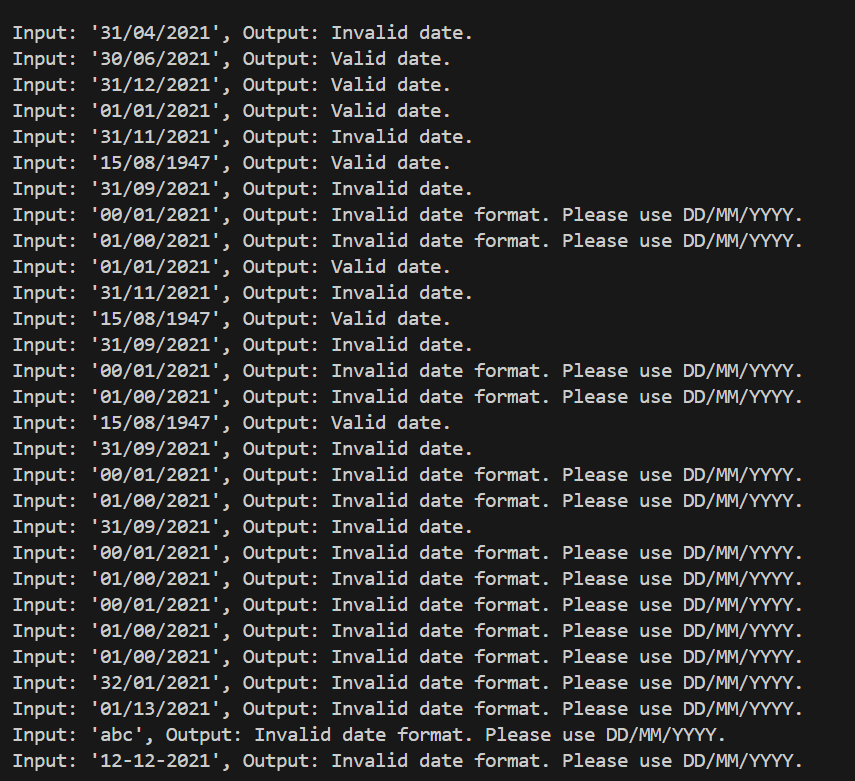 Input: '31/04/2021', Output: Invalid date.
Input: '30/06/2021', Output: Valid date.
Input: '31/12/2021', Output: Valid date.
Input: '01/01/2021', Output: Valid date.
Input: '31/11/2021', Output: Invalid date.
Input: '15/08/1947', Output: Valid date.
Input: '31/09/2021', Output: Invalid date.
Input: '00/01/2021', Output: Invalid date format. Please use DD/MM/YYYY.
Input: '01/00/2021', Output: Invalid date format. Please use DD/MM/YYYY.
Input: '01/01/2021', Output: Valid date.
Input: '31/11/2021', Output: Invalid date.
Input: '15/08/1947', Output: Valid date.
Input: '31/09/2021', Output: Invalid date.
Input: '00/01/2021', Output: Invalid date format. Please use DD/MM/YYYY.
Input: '01/00/2021', Output: Invalid date format. Please use DD/MM/YYYY.
Input: '15/08/1947', Output: Valid date.
Input: '31/09/2021', Output: Invalid date.
Input: '00/01/2021', Output: Invalid date format. Please use DD/MM/YYYY.
Input: '01/00/2021', Output: Invalid date format. Please use DD/MM/YYYY.
Input: '31/09/2021', Output: Invalid date.
Input: '00/01/2021', Output: Invalid date format. Please use DD/MM/YYYY.
Input: '01/00/2021', Output: Invalid date format. Please use DD/MM/YYYY.
Input: '00/01/2021', Output: Invalid date format. Please use DD/MM/YYYY.
Input: '01/00/2021', Output: Invalid date format. Please use DD/MM/YYYY.
Input: '01/00/2021', Output: Invalid date format. Please use DD/MM/YYYY.
Input: '32/01/2021', Output: Invalid date format. Please use DD/MM/YYYY.
Input: '01/13/2021', Output: Invalid date format. Please use DD/MM/YYYY.
Input: 'abc', Output: Invalid date format. Please use DD/MM/YYYY.
Input: '12-12-2021', Output: Invalid date format. Please use DD/MM/YYYY.